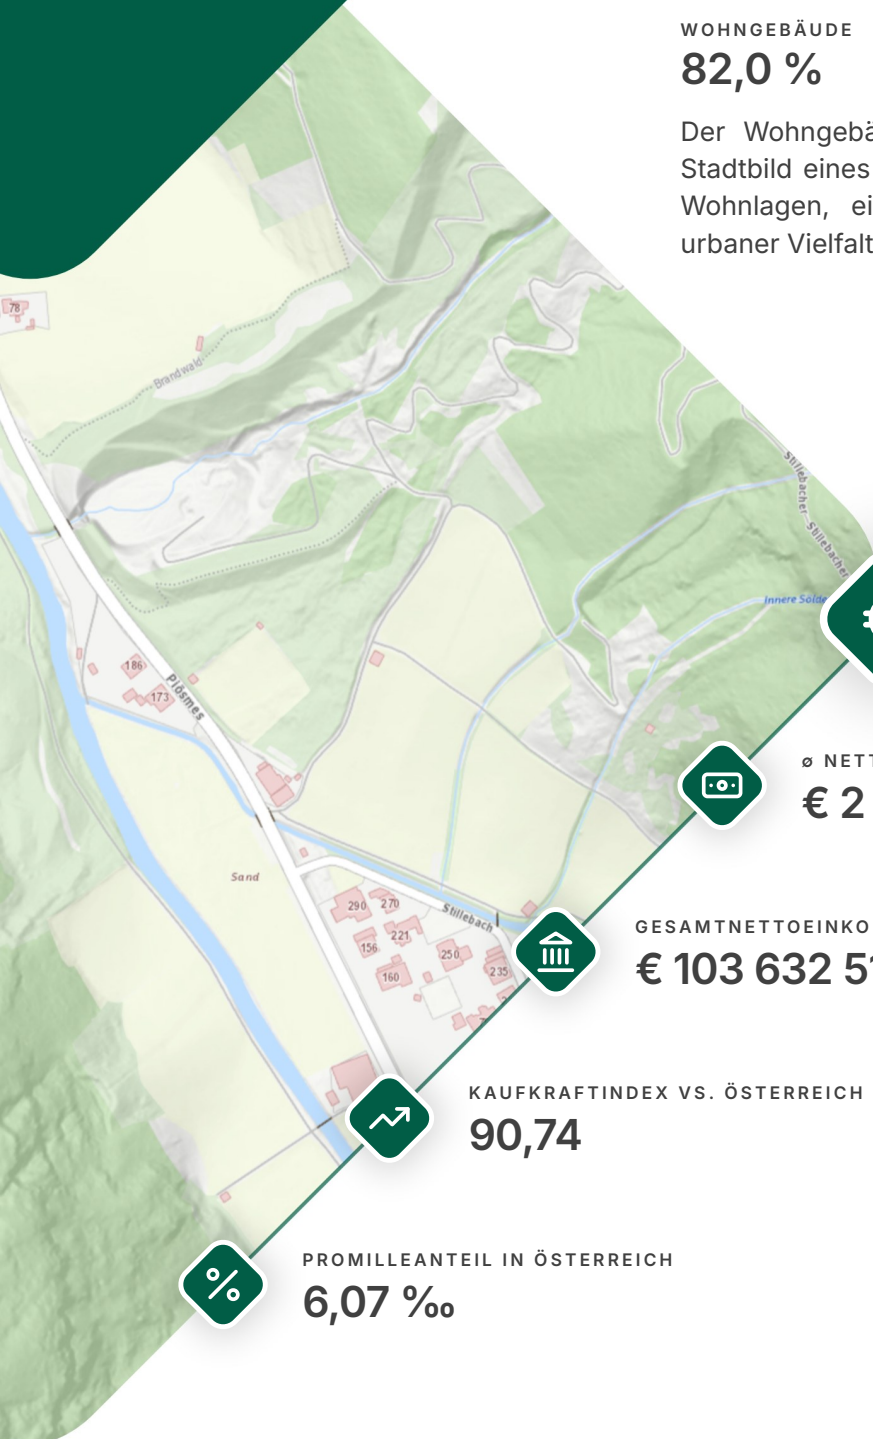 WOHNGEBÄUDE
82,0 %
Der Wohngebä
Stadtbild eines
Wohnlagen, ei
urbaner Vielfalt
78
Brandwald
Stillebacher
Stillebacher
Innere Sölde
186
173
Plösmes
ø NETT
€ 2
Sand
290
270
221
156
250
160
235
Stillebach
GESAMTNETTOEINKO
€ 103 632 51
KAUFKRAFTINDEX VS. ÖSTERREICH
90,74
PROMILLEANTEIL IN ÖSTERREICH
6,07 ‰